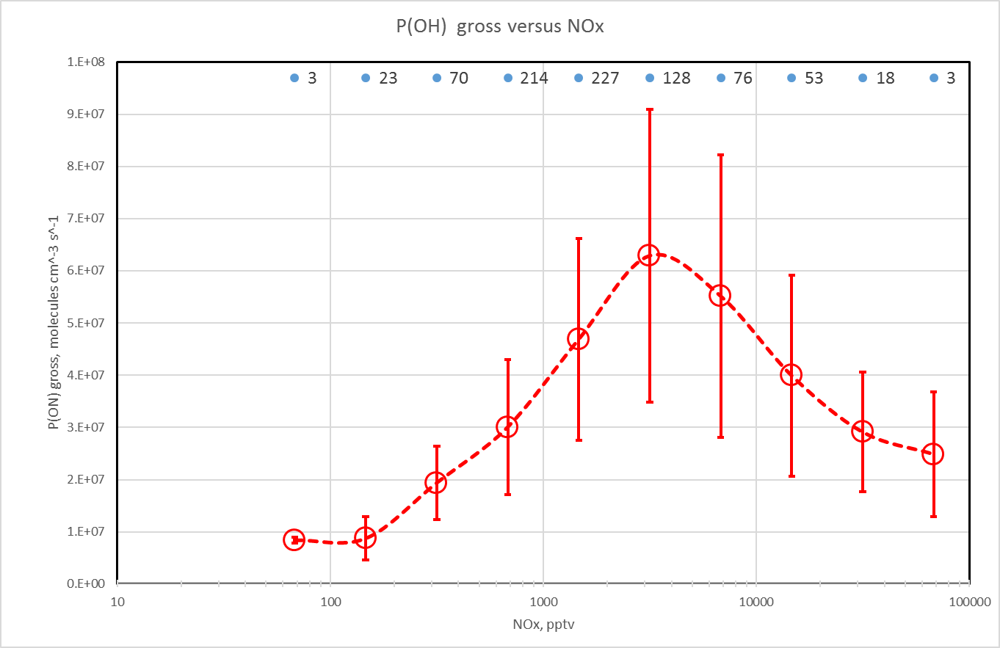 P(OH) gross versus NOx
1.E+08
3 23 70 214 227 128 76 53 18 3
9.E+07
8.E+07
7.E+07
6.E+07
5.E+07
4.E+07
3.E+07
2.E+07
1.E+07
0.E+00
P(ON) gross, molecules cm^-3 s^-1
10 100 1000 10000 100000
NOx, pptv